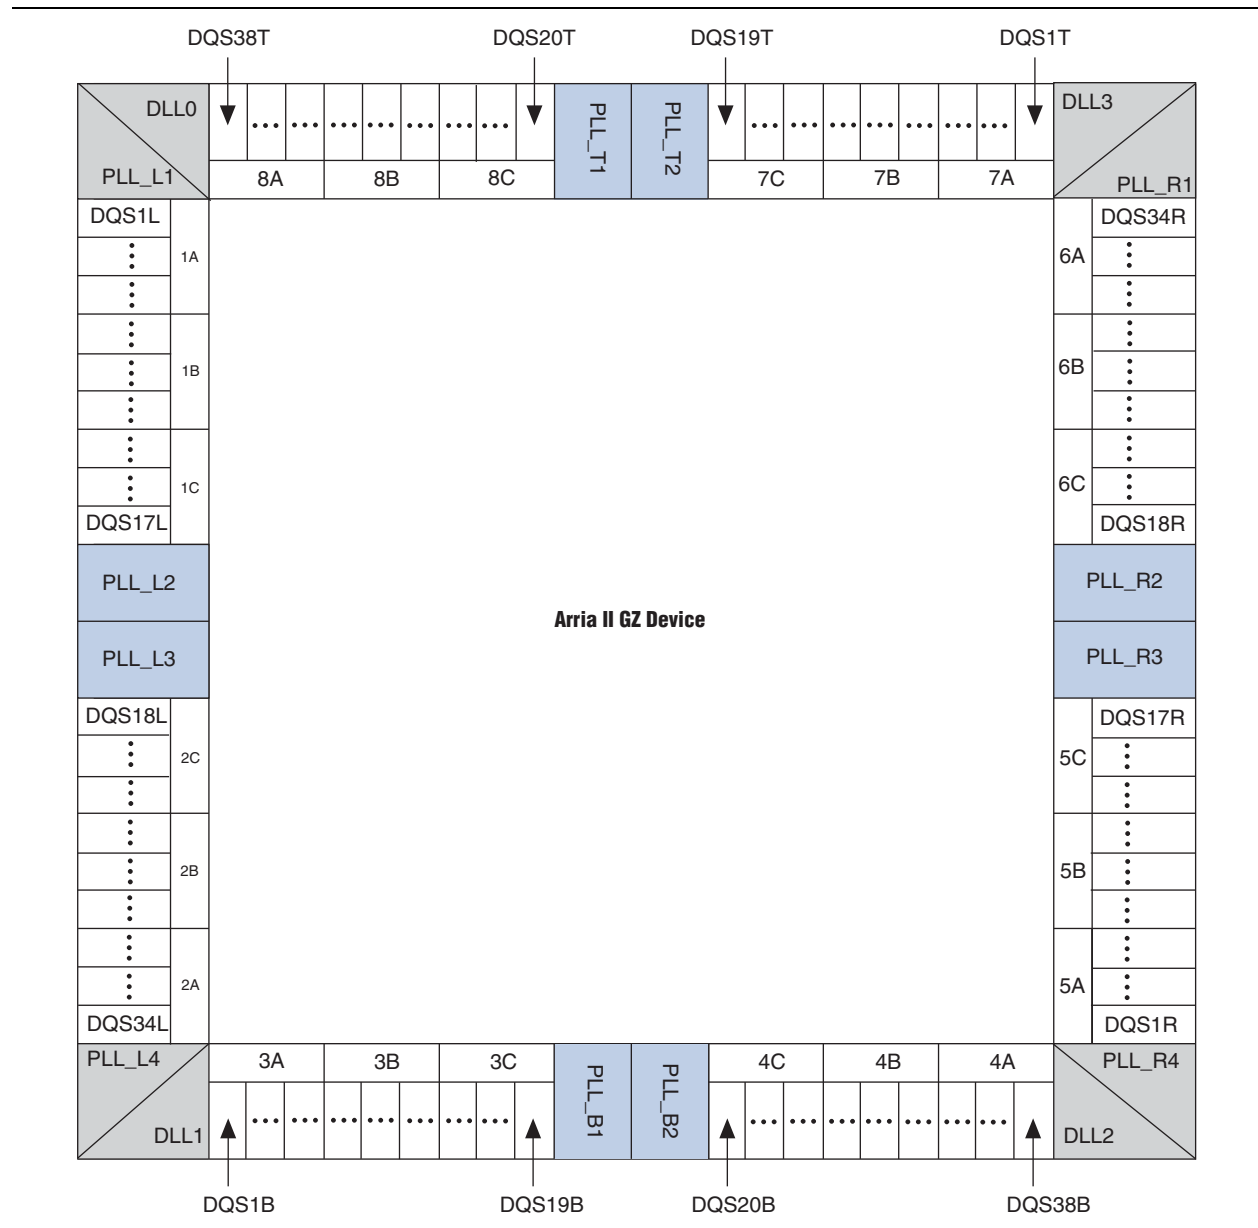 DQS38T DQS20T DQS19T DQS1T
DLL0 PLL_T1 PLL_T2 DLL3
PLL_L1 8A 8B 8C 7C 7B 7A PLL_R1
DQS1L DQS34R
1A 6A
1B 6B
1C 6C
DQS17L DQS18R
PLL_L2 PLL_R2
Arria II GZ Device
PLL_L3 PLL_R3
DQS18L DQS17R
2C 5C
2B 5B
2A 5A
DQS34L DQS1R
PLL_L4 3A 3B 3C PLL_B1 PLL_B2 4C 4B 4A PLL_R4
DLL1 DLL2
DQS1B DQS19B DQS20B DQS38B